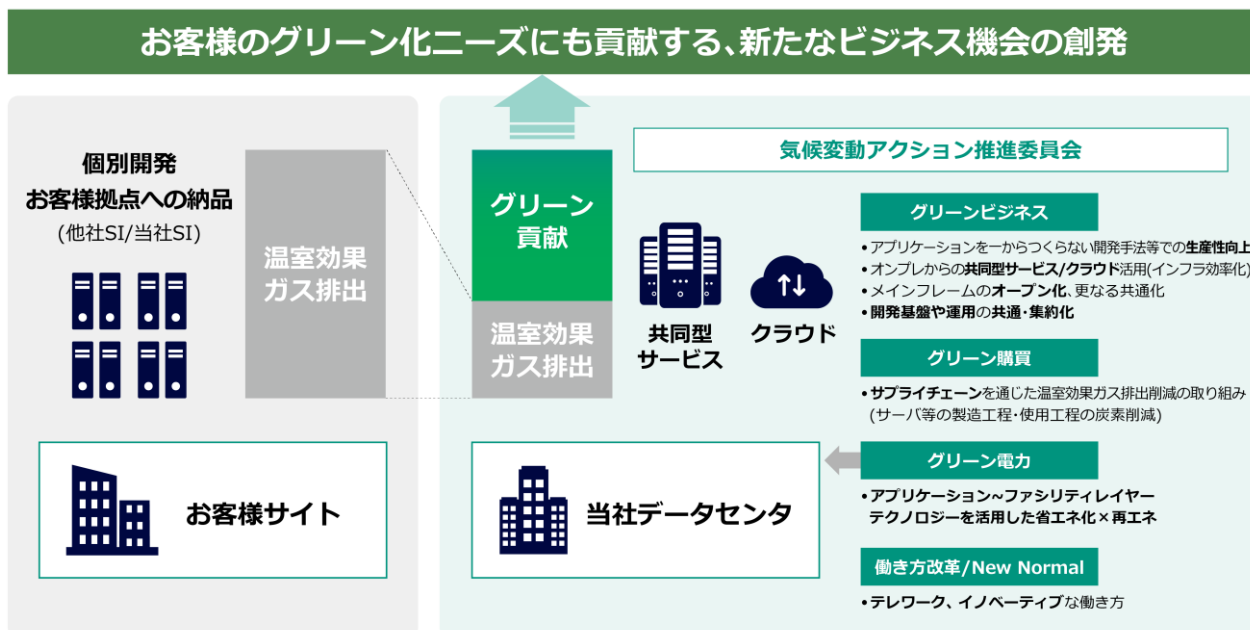 お客様のグリーン化ニーズにも貢献する、新たなビジネス機会の創発
個別開発
お客様拠点への納品
(他社SI/当社SI)
温室効果
ガス排出
お客様サイト
グリーン
貢献
温室効果
ガス排出
共同型
サービス
クラウド
当社データセンタ
気候変動アクション推進委員会
グリーンビジネス
•アプリケーションを一からつくらない開発手法等での生産性向上
•オンプレからの共同型サービス/クラウド活用(インフラ効率化)
•メインフレームのオープン化、更なる共通化
•開発基盤や運用の共通・集約化
グリーン購買
•サプライチェーンを通じた温室効果ガス排出削減の取り組み
(サーバ等の製造工程・使用工程の炭素削減)
グリーン電力
•アプリケーション~ファシリティレイヤー
テクノロジーを活用した省エネ化×再エネ
働き方改革/New Normal
•テレワーク、イノベーティブな働き方